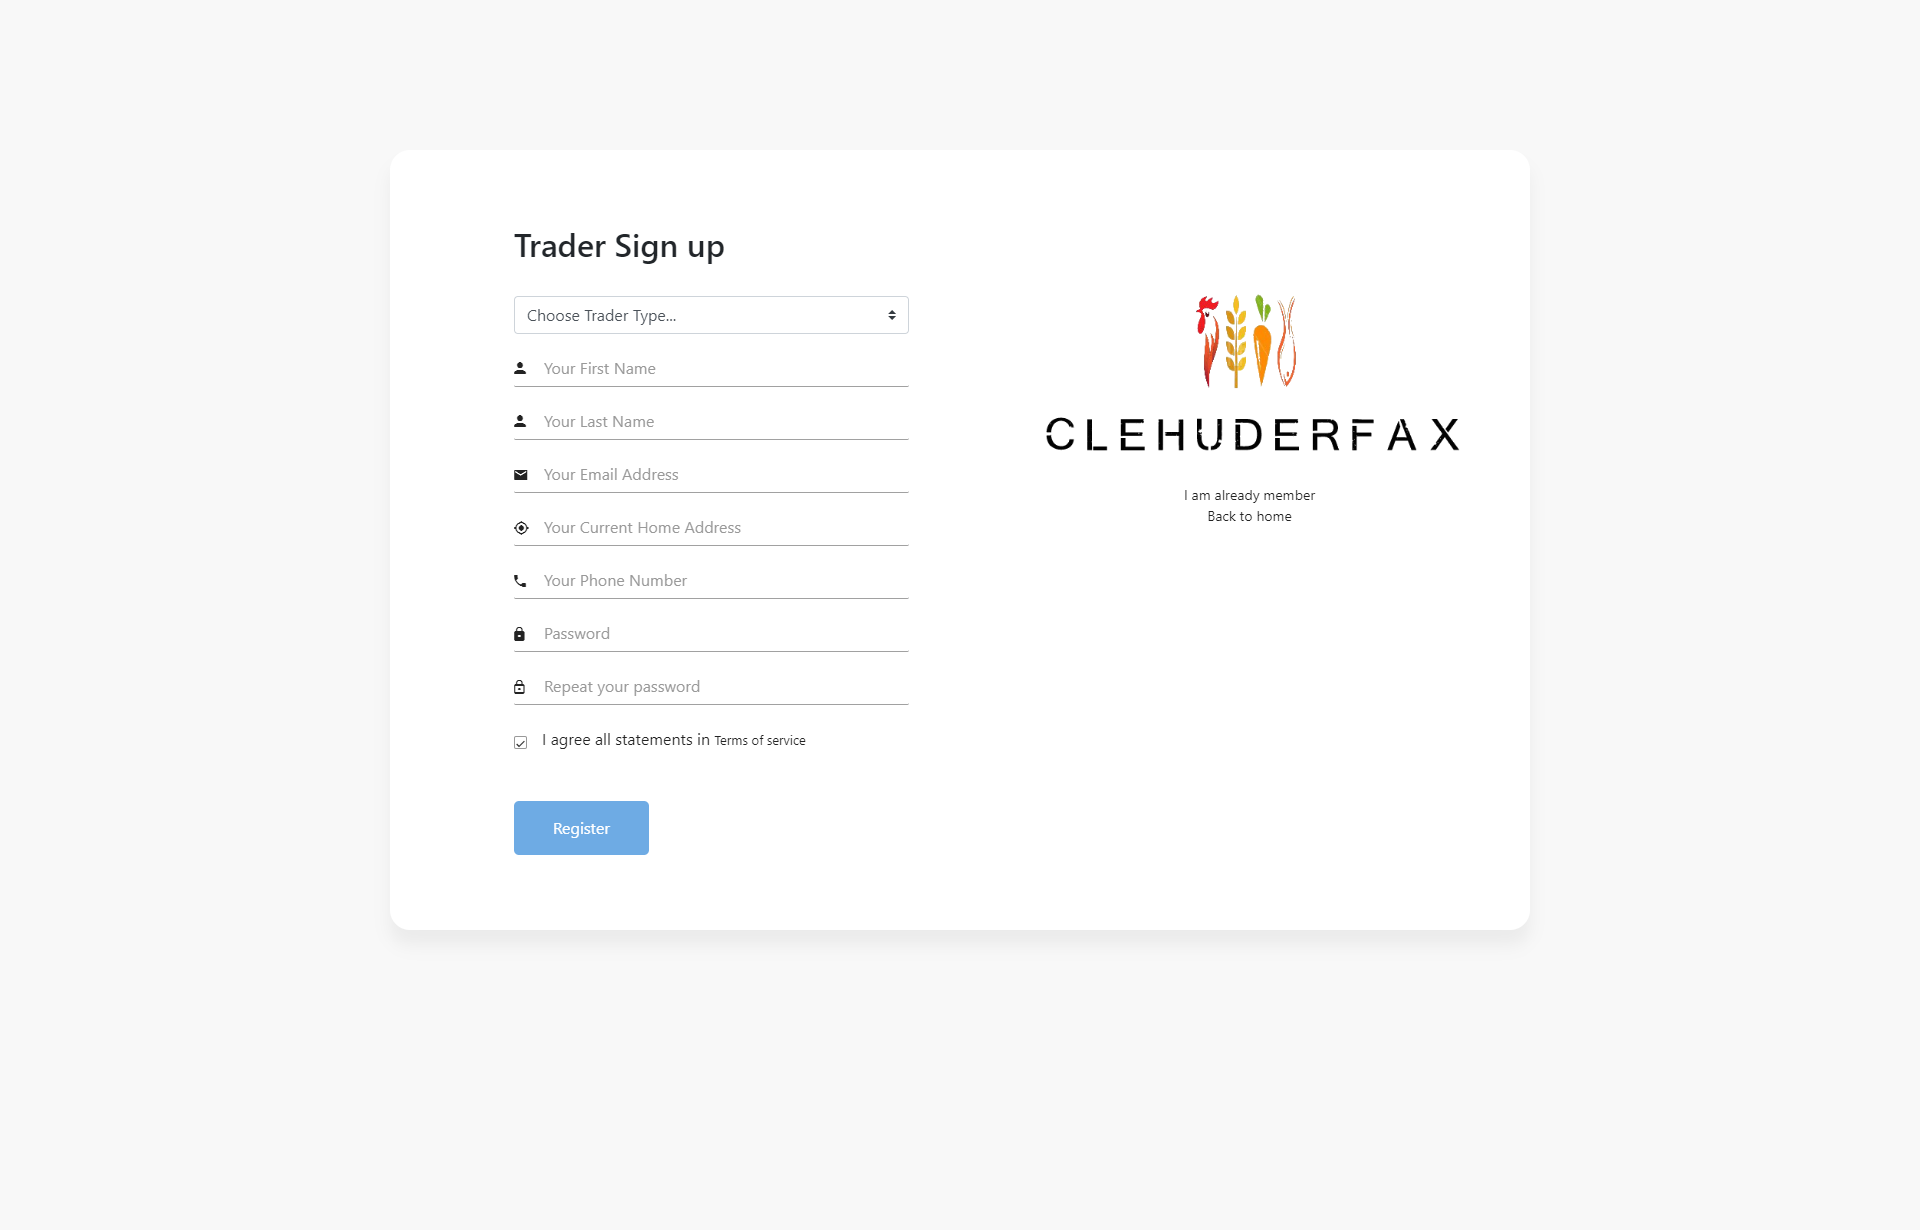 Trader Sign up
Choose Trader Type...
Your First Name
Your Last Name
Your Email Address
Your Current Home Address
Your Phone Number
Password
Repeat your password
I agree all statements in Terms of service
Register
CLEHUDERFAX
I am already member
Back to home